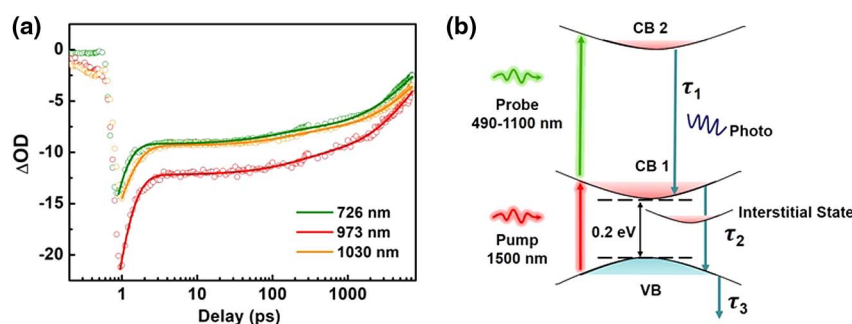 (a)
0
-5
-10
-15
-20
ΔOD
726 nm
973 nm
1030 nm
1
10
100
1000
Delay (ps)
(b)
CB 2
Probe
490-1100 nm
τ1
Photo
CB 1
Interstitial State
Pump
1500 nm
0.2 eV
τ2
VB
τ3